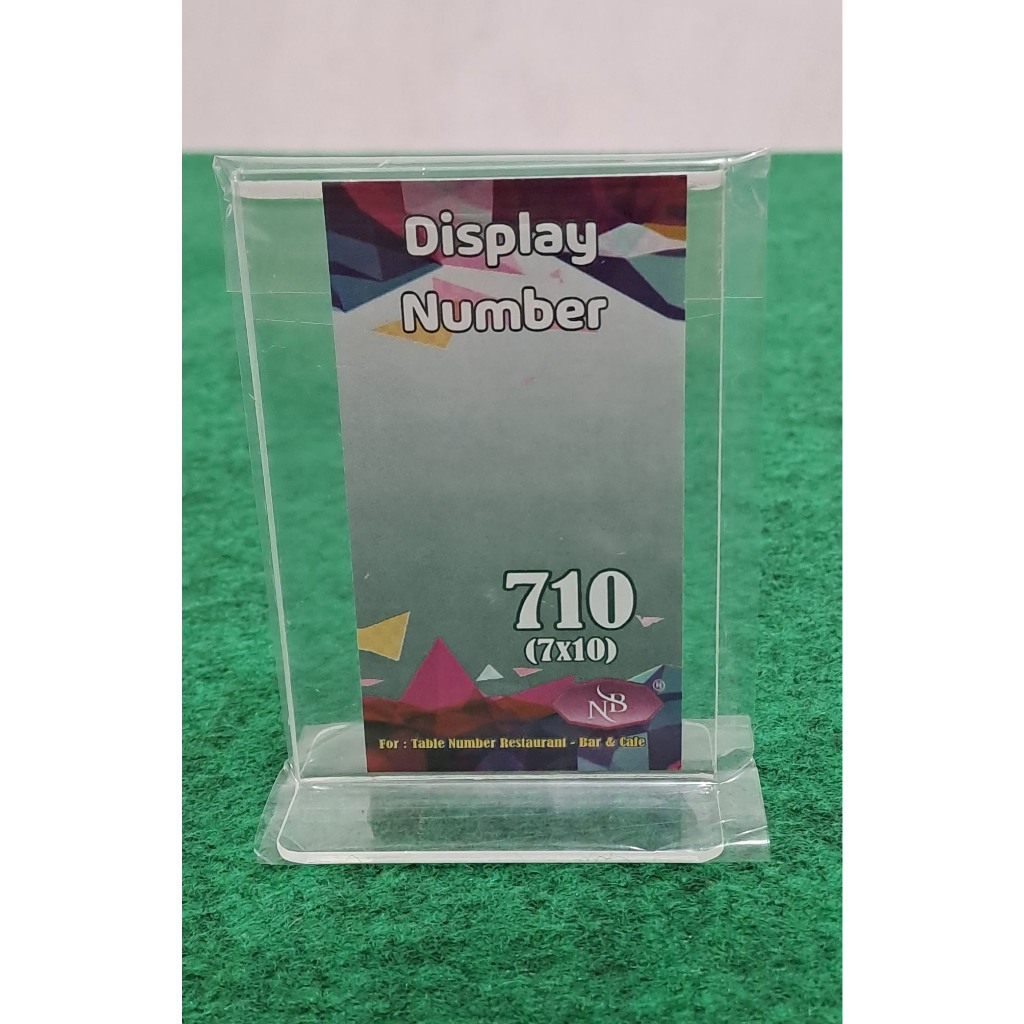 Display
Number
710
(7x10)
NB
®
For : Table Number Restaurant - Bar & Cafe